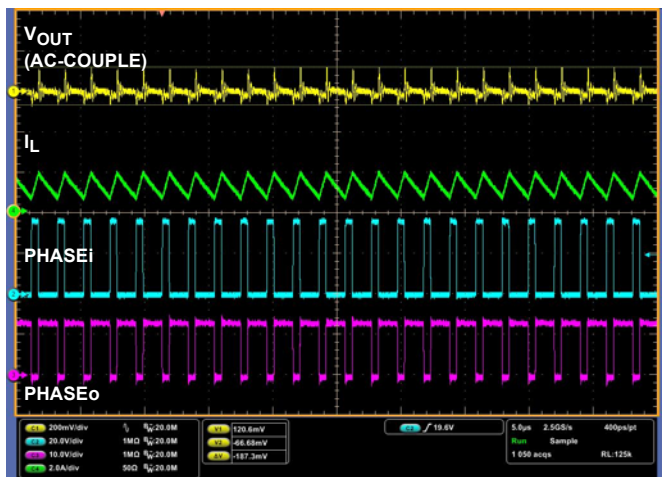 VOUT
(AC-COUPLE)
IL
PHASEi
PHASEo
C1 200mV/div BW:20.0M
C2 20.0V/div 1MΩ BW:20.0M
C3 10.0V/div 1MΩ BW:20.0M
C4 2.0A/div 50Ω BW:20.0M
V1 120.6mV
V2 -66.68mV
ΔV -187.3mV
C2 19.6V
5.0µs 2.5GS/s 400ps/pt
Run Sample
1 050 acqs RL:125k